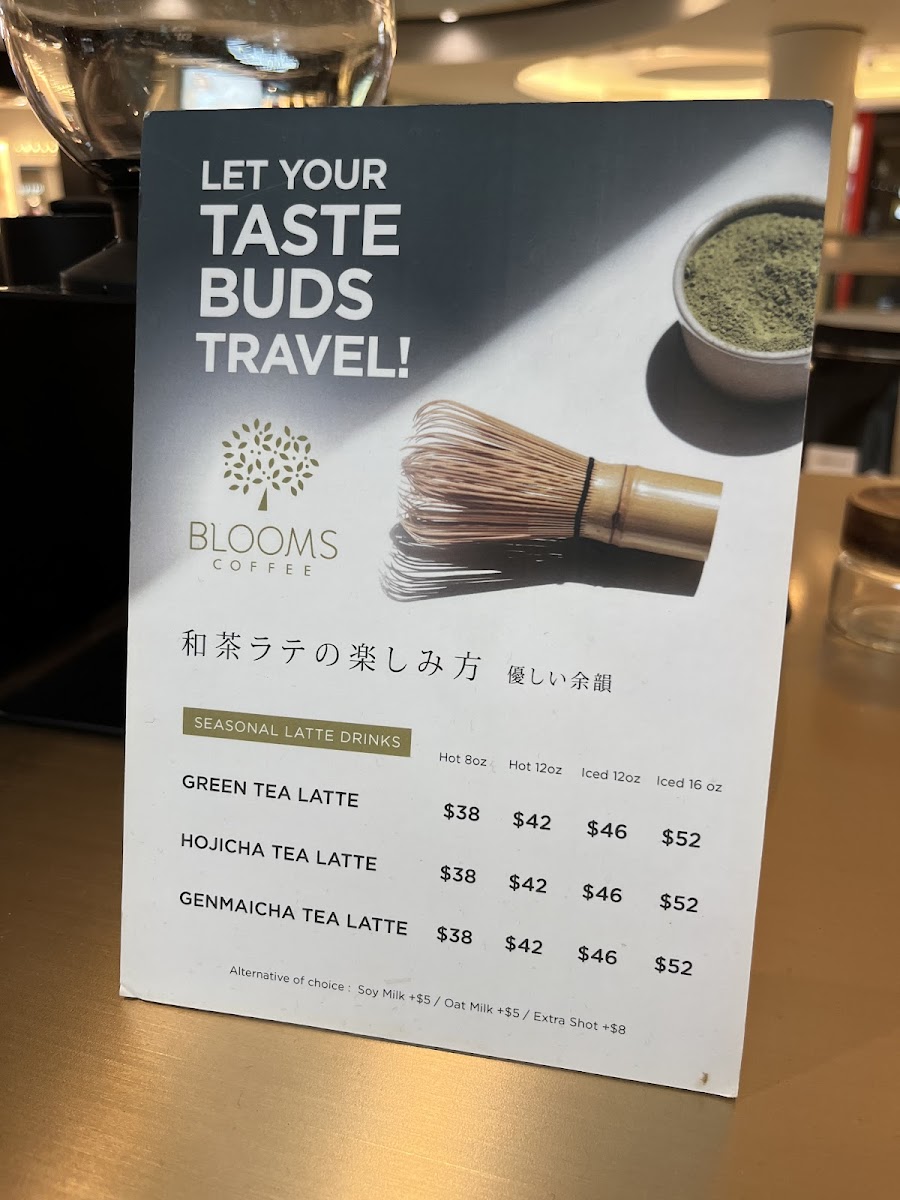 LET YOUR
TASTE
BUDS
TRAVEL!
BLOOMS
COFFEE
和茶ラテの楽しみ方 優しい余韻
SEASONAL LATTE DRINKS Hot 8oz Hot 12oz Iced 12oz Iced 16 oz
GREEN TEA LATTE $38 $42 $46 $52
HOJICHA TEA LATTE $38 $42 $46 $52
GENMAICHA TEA LATTE $38 $42 $46 $52
Alternative of choice : Soy Milk +$5 / Oat Milk +$5 / Extra Shot +$8